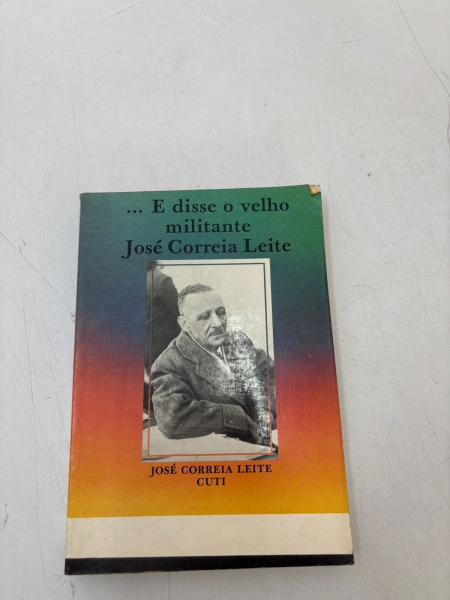 ... E disse o velho
militante
José Correia Leite
JOSÉ CORREIA LEITE
CUTI